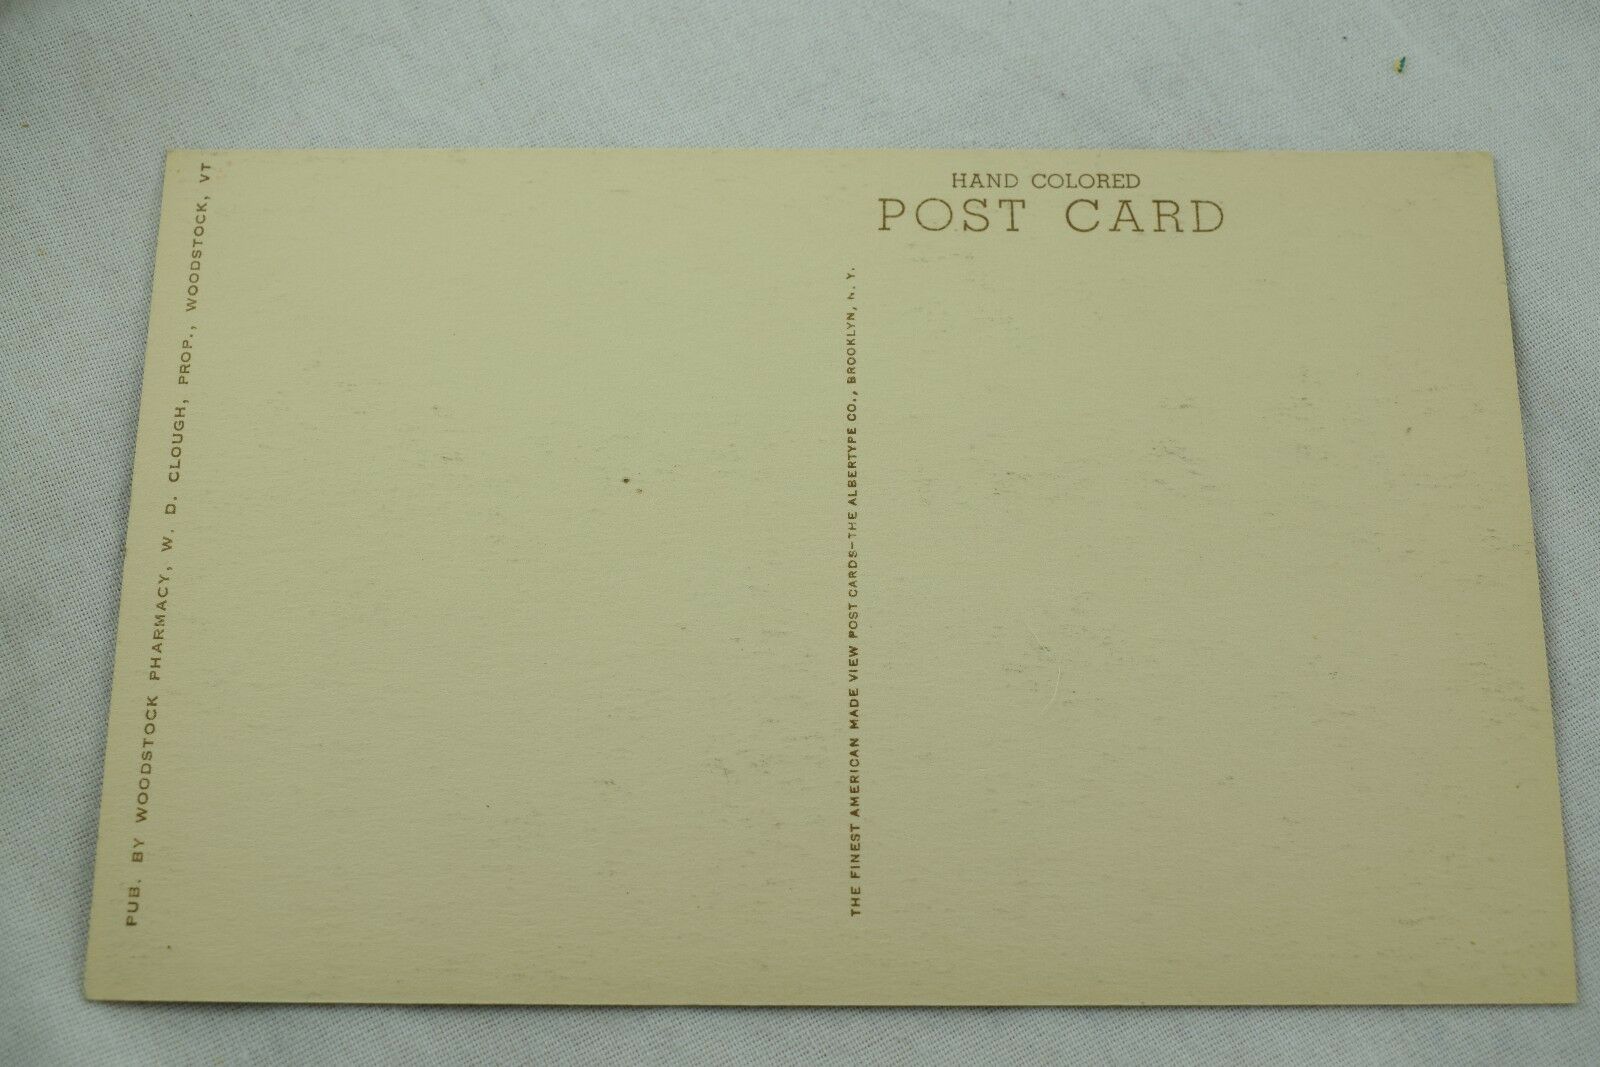 HAND COLORED
POST CARD
PUB. BY WOODSTOCK PHARMACY, W. D. CLOUGH, PROP., WOODSTOCK, VT
THE FINEST AMERICAN MADE VIEW POST CARDS—THE ALBERTYPE CO., BROOKLYN, N. Y.